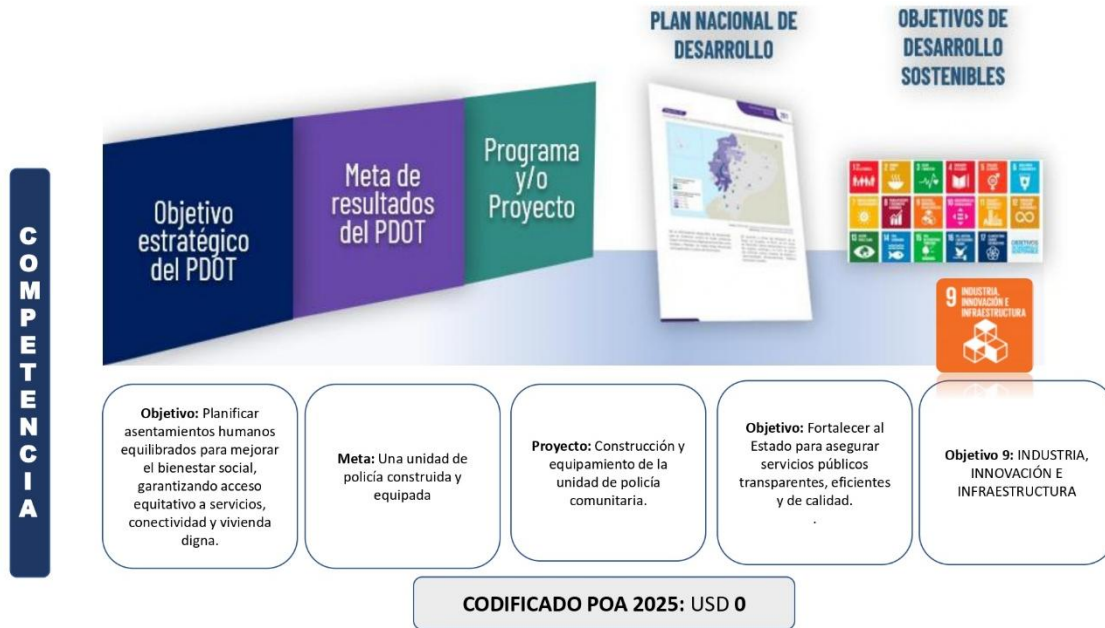 PLAN NACIONAL DE
DESARROLLO
OBJETIVOS DE
DESARROLLO
SOSTENIBLES
Objetivo
estratégico
del PDOT
Meta de
resultados
del PDOT
Programa
y/o
Proyecto
9 INDUSTRIA,
INNOVACIÓN E
INFRAESTRUCTURA
COMPETENCIA
Objetivo: Planificar
asentamientos humanos
equilibrados para mejorar
el bienestar social,
garantizando acceso
equitativo a servicios,
conectividad y vivienda
digna.
Meta: Una unidad de
policía construida y
equipada
Proyecto: Construcción y
equipamiento de la
unidad de policía
comunitaria.
Objetivo: Fortalecer al
Estado para asegurar
servicios públicos
transparentes, eficientes
y de calidad.
.
Objetivo 9: INDUSTRIA,
INNOVACIÓN E
INFRAESTRUCTURA
CODIFICADO POA 2025: USD 0